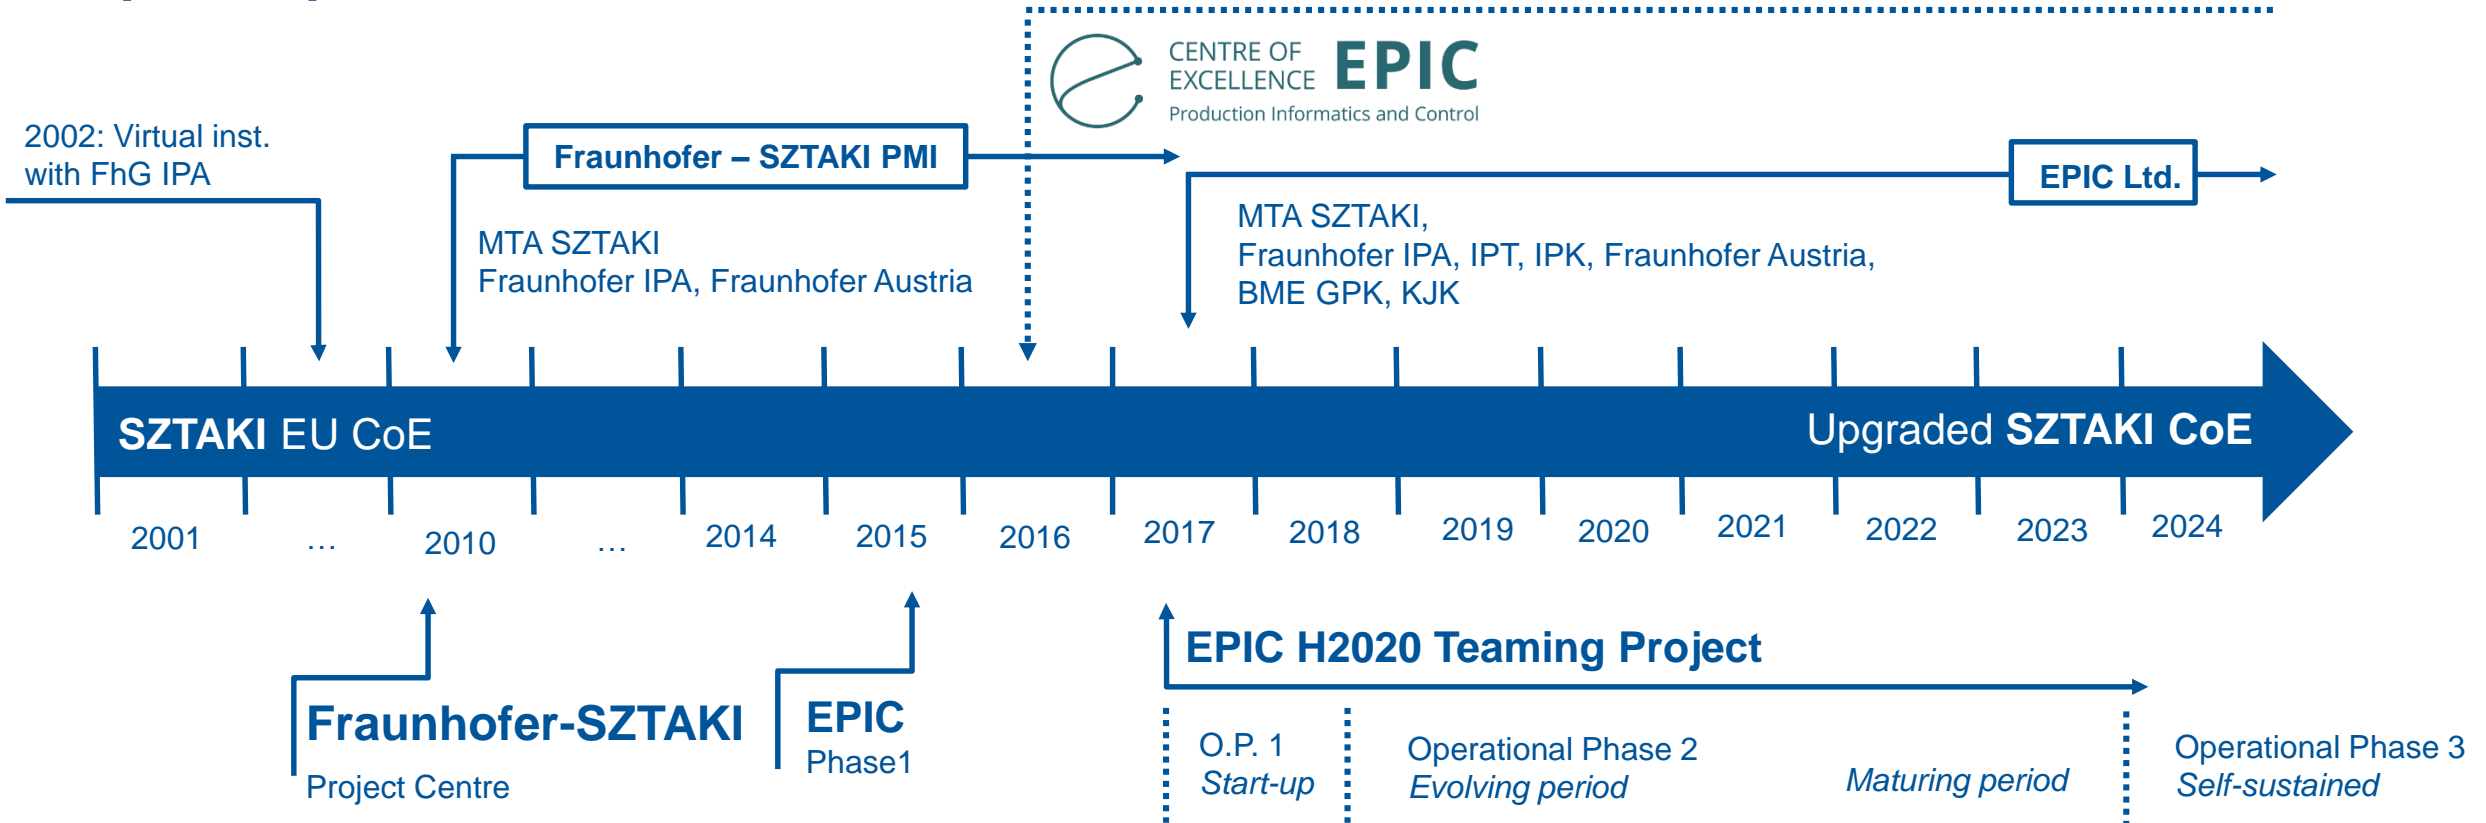 CENTRE OF
EXCELLENCE
EPIC
Production Informatics and Control
2002: Virtual inst.
with FhG IPA
Fraunhofer – SZTAKI PMI
EPIC Ltd.
MTA SZTAKI
Fraunhofer IPA, Fraunhofer Austria
MTA SZTAKI,
Fraunhofer IPA, IPT, IPK, Fraunhofer Austria,
BME GPK, KJK
SZTAKI EU CoE
Upgraded SZTAKI CoE
2001
...
2010
...
2014
2015
2016
2017
2018
2019
2020
2021
2022
2023
2024
Fraunhofer-SZTAKI
Project Centre
EPIC
Phase1
EPIC H2020 Teaming Project
O.P. 1
Start-up
Operational Phase 2
Evolving period
Maturing period
Operational Phase 3
Self-sustained